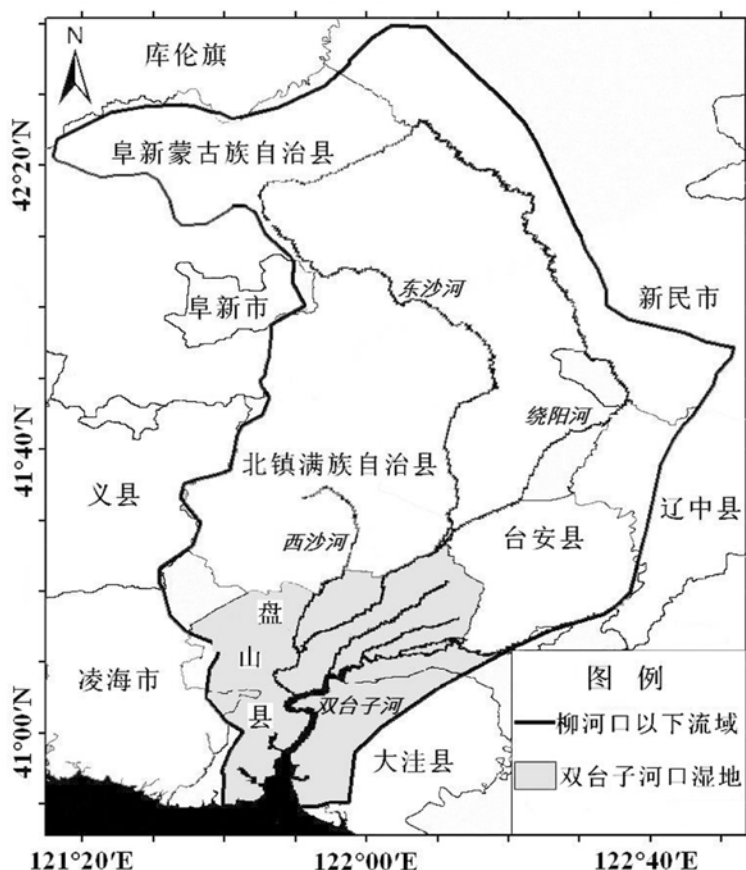 N
库伦旗
阜新蒙古族自治县
42°20′N
东沙河
新民市
阜新市
绕阳河
41°40′N
北镇满族自治县
义县
辽中县
西沙河
台安县
盘
山
县
凌海市
图 例
双台子河
柳河口以下流域
41°00′N
大洼县
双台子河口湿地
121°20′E
122°00′E
122°40′E